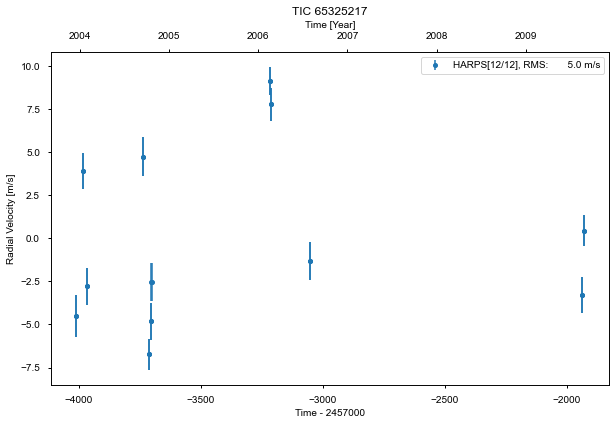 TIC 65325217
Time [Year]
2004 2005 2006 2007 2008 2009
HARPS[12/12], RMS: 5.0 m/s
10.0
7.5
5.0
2.5
0.0
−2.5
−5.0
−7.5
Radial Velocity [m/s]
−4000 −3500 −3000 −2500 −2000
Time - 2457000